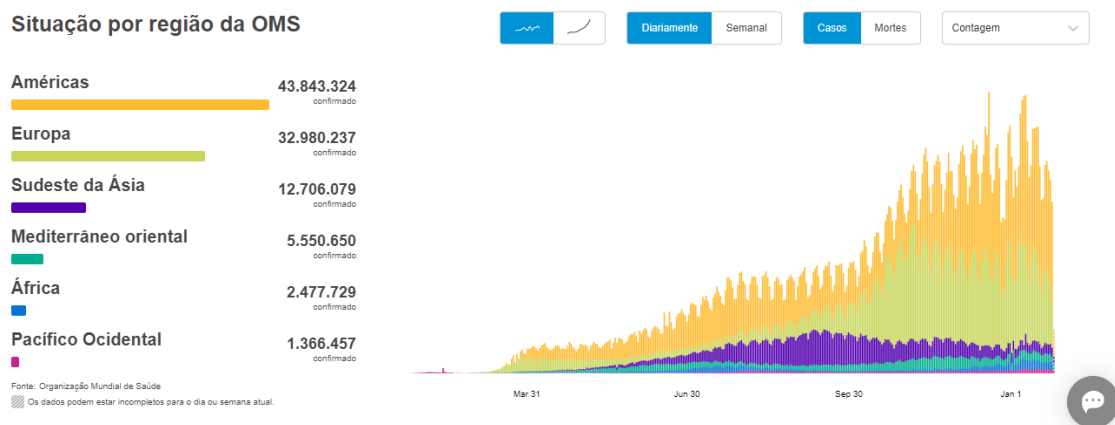 Situação por região da OMS
Diariamente Semanal Casos Mortes Contagem
Américas 43.843.324
confirmado
Europa 32.980.237
confirmado
Sudeste da Ásia 12.706.079
confirmado
Mediterrâneo oriental 5.550.650
confirmado
África 2.477.729
confirmado
Pacífico Ocidental 1.366.457
confirmado
Fonte: Organização Mundial de Saúde
Os dados podem estar incompletos para o dia ou semana atual.
Mar 31 Jun 30 Sep 30 Jan 1